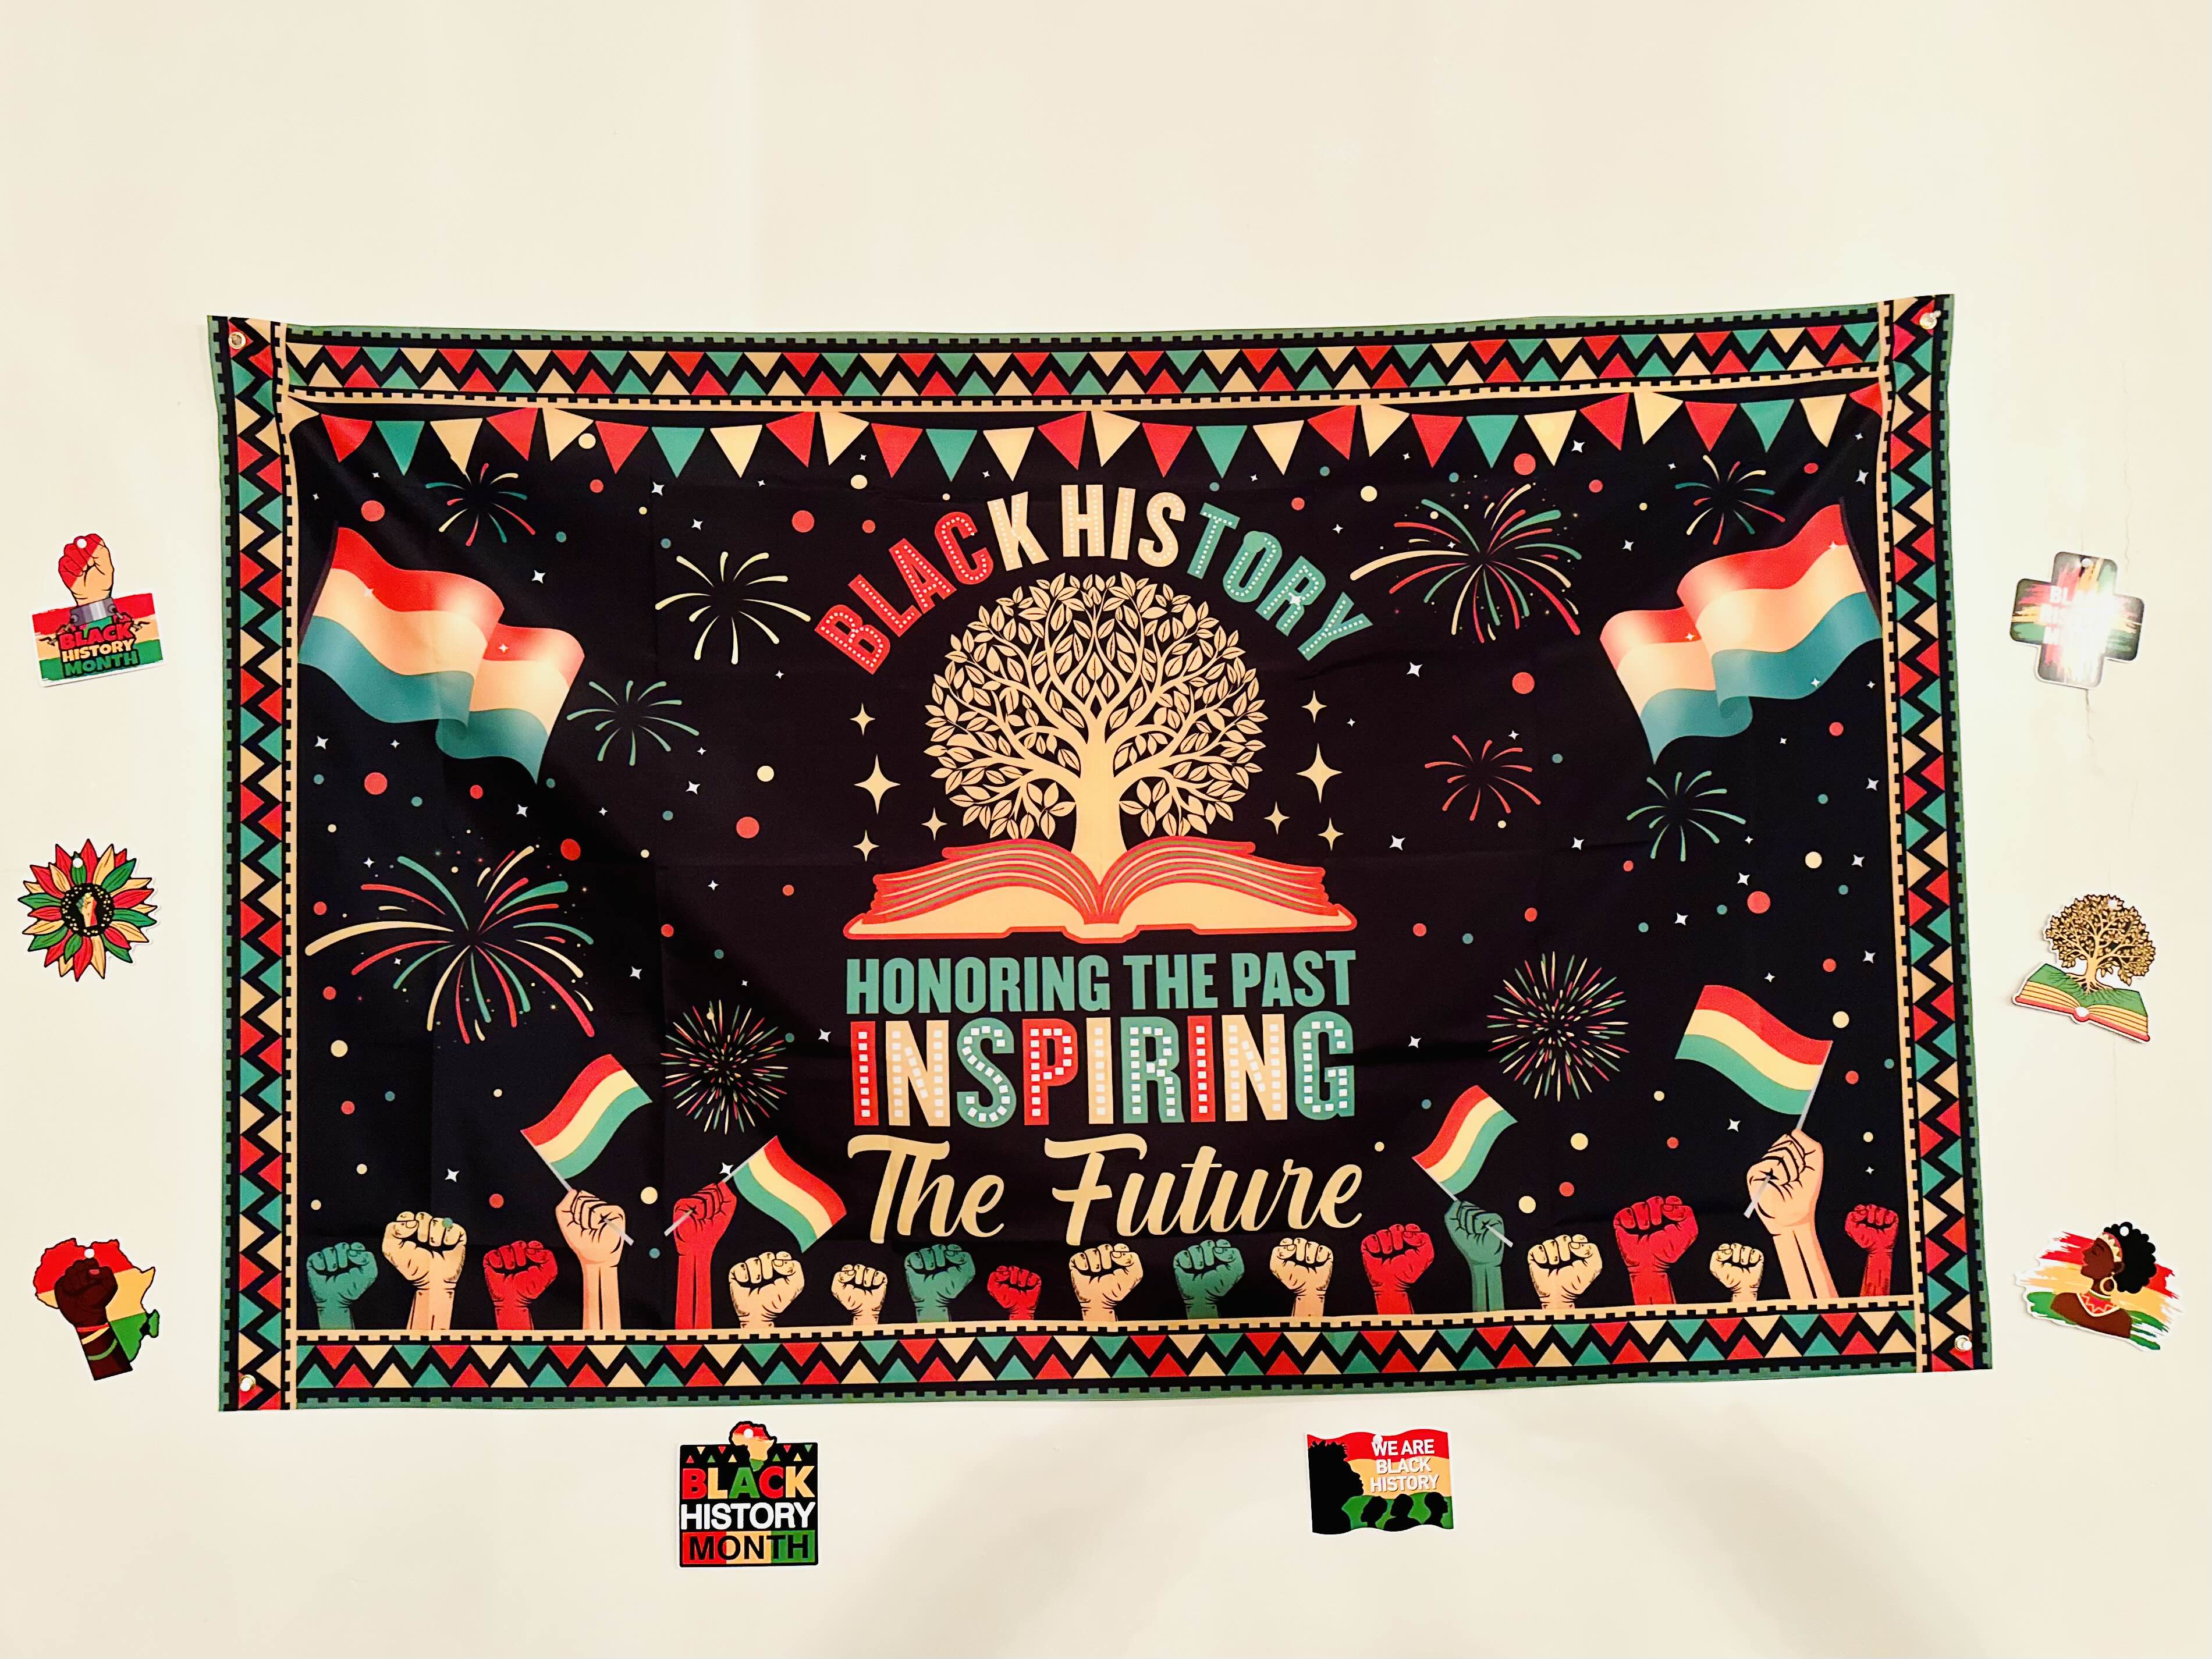 BLACK HISTORY
HONORING THE PAST
INSPIRING
The Future
BLACK
HISTORY
MONTH
BLACK
HISTORY
MONTH
WE ARE
BLACK
HISTORY